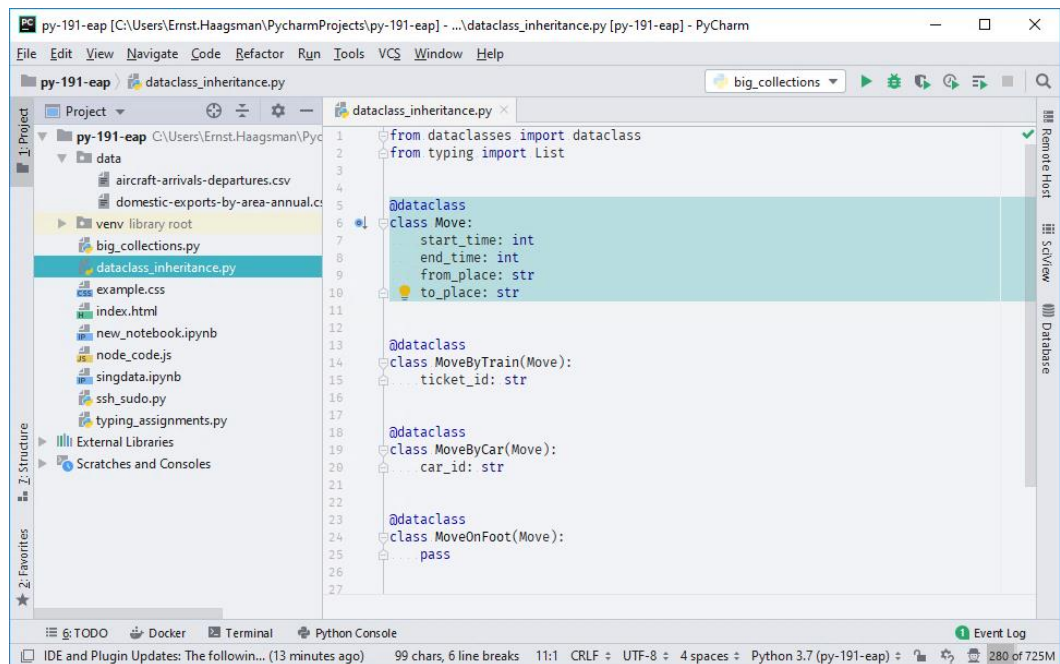 py-191-eap [C:\Users\Ernst.Haagsman\PycharmProjects\py-191-eap] - ...\dataclass_inheritance.py [py-191-eap] - PyCharm
File Edit View Navigate Code Refactor Run Tools VCS Window Help
py-191-eap dataclass_inheritance.py big_collections
1: Project
Z: Structure
2: Favorites
Project
py-191-eap C:\Users\Ernst.Haagsman\Pyc
data
aircraft-arrivals-departures.csv
domestic-exports-by-area-annual.cs
venv library root
big_collections.py
dataclass_inheritance.py
example.css
index.html
new_notebook.ipynb
node_code.js
singdata.ipynb
ssh_sudo.py
typing_assignments.py
External Libraries
Scratches and Consoles
dataclass_inheritance.py
1 from dataclasses import dataclass
2 from typing import List
3
4
5 @dataclass
6 class Move:
7 start_time: int
8 end_time: int
9 from_place: str
10 to_place: str
11
12
13 @dataclass
14 class MoveByTrain(Move):
15 ticket_id: str
16
17
18 @dataclass
19 class MoveByCar(Move):
20 car_id: str
21
22
23 @dataclass
24 class MoveOnFoot(Move):
25 pass
26
27
Remote Host
SciView
Database
6: TODO Docker Terminal Python Console 1 Event Log
IDE and Plugin Updates: The followin... (13 minutes ago) 99 chars, 6 line breaks 11:1 CRLF UTF-8 4 spaces Python 3.7 (py-191-eap) 280 of 725M